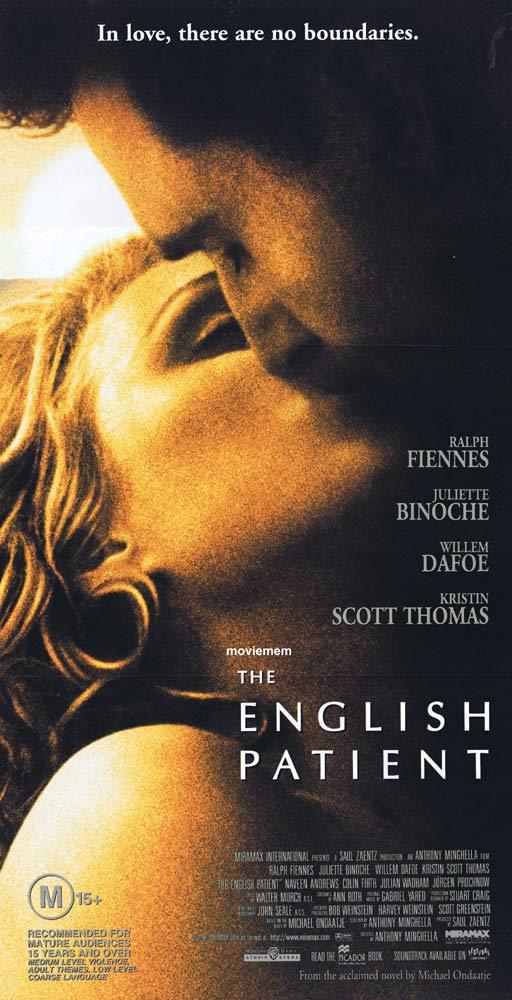 In love, there are no boundaries.
RALPH
FIENNES
JULIETTE
BINOCHE
WILLEM
DAFOE
KRISTIN
SCOTT THOMAS
moviemem
THE
ENGLISH
PATIENT
MIRAMAX INTERNATIONAL PRESENTS A SAUL ZAENTZ PRODUCTION AN ANTHONY MINGHELLA FILM
RALPH FIENNES JULIETTE BINOCHE WILLEM DAFOE KRISTIN SCOTT THOMAS
"THE ENGLISH PATIENT" NAVEEN ANDREWS COLIN FIRTH JULIAN WADHAM JÜRGEN PROCHNOW
WALTER MURCH A.C.E. ANN ROTH GABRIEL YARED STUART CRAIG
JOHN SEALE A.C.S. BOB WEINSTEIN HARVEY WEINSTEIN SCOTT GREENSTEIN
MICHAEL ONDAATJE ANTHONY MINGHELLA SAUL ZAENTZ
at http://www.miramax.com ANTHONY MINGHELLA MIRAMAX
STUDIO STORE READ THE PICADOR BOOK SOUNDTRACK AVAILABLE ON
From the acclaimed novel by Michael Ondaatje
M 15+
RECOMMENDED FOR
MATURE AUDIENCES
15 YEARS AND OVER
MEDIUM LEVEL VIOLENCE,
ADULT THEMES, LOW LEVEL
COARSE LANGUAGE